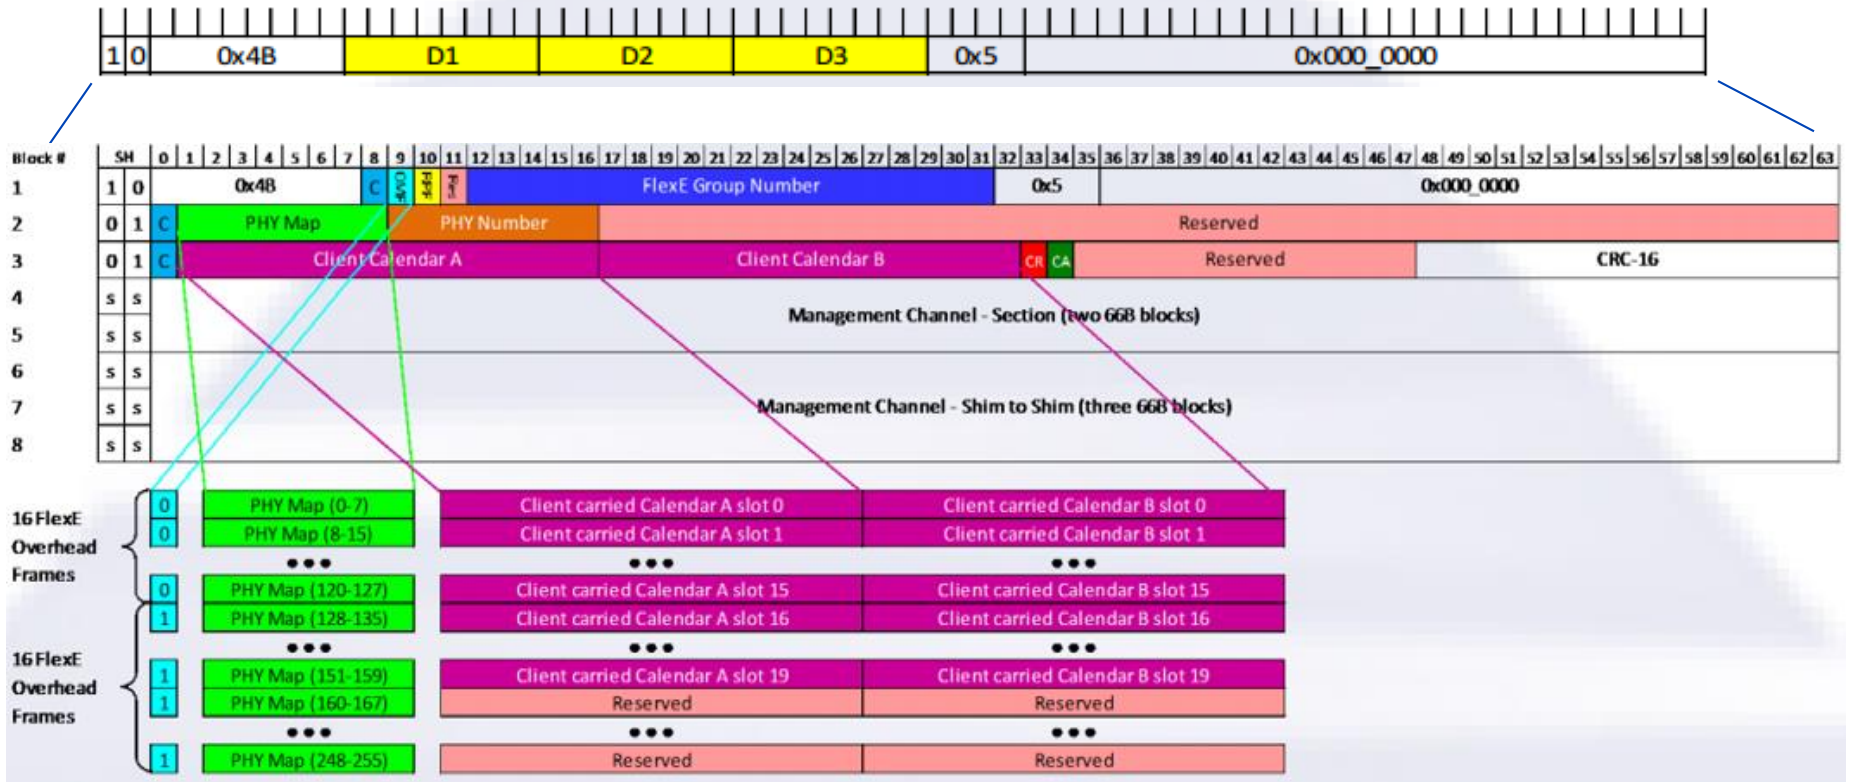 1 0 0x4B D1 D2 D3 0x5 0x000_0000
Block # SH 0 1 2 3 4 5 6 7 8 9 10 11 12 13 14 15 16 17 18 19 20 21 22 23 24 25 26 27 28 29 30 31 32 33 34 35 36 37 38 39 40 41 42 43 44 45 46 47 48 49 50 51 52 53 54 55 56 57 58 59 60 61 62 63
1 1 0 0x4B C OMF RPF Res FlexE Group Number 0x5 0x000_0000
2 0 1 C PHY Map PHY Number Reserved
3 0 1 C Client Calendar A Client Calendar B CR CA Reserved CRC-16
4 s s
Management Channel - Section (two 66B blocks)
5 s s
6 s s
7 s s Management Channel - Shim to Shim (three 66B blocks)
8 s s
16 FlexE
Overhead
Frames
0 PHY Map (0-7) Client carried Calendar A slot 0 Client carried Calendar B slot 0
0 PHY Map (8-15) Client carried Calendar A slot 1 Client carried Calendar B slot 1
••• ••• •••
0 PHY Map (120-127) Client carried Calendar A slot 15 Client carried Calendar B slot 15
16 FlexE
Overhead
Frames
1 PHY Map (128-135) Client carried Calendar A slot 16 Client carried Calendar B slot 16
••• ••• •••
1 PHY Map (151-159) Client carried Calendar A slot 19 Client carried Calendar B slot 19
1 PHY Map (160-167) Reserved Reserved
••• ••• •••
1 PHY Map (248-255) Reserved Reserved